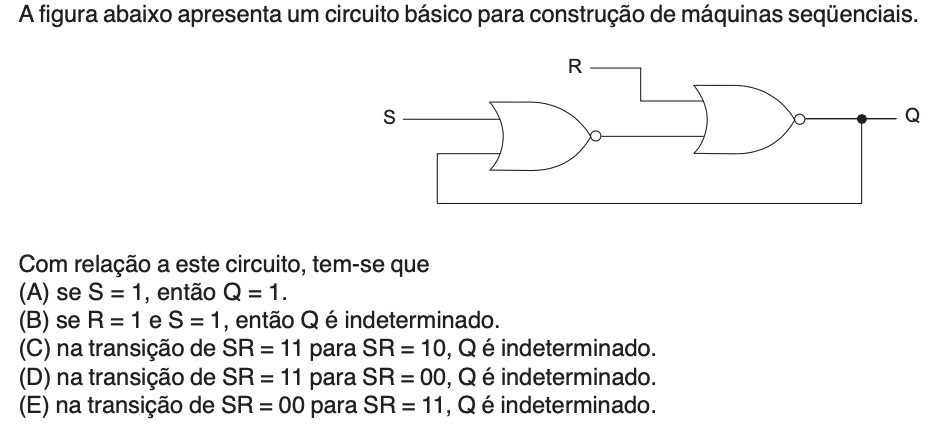 A figura abaixo apresenta um circuito básico para construção de máquinas seqüenciais.
R
S
Q
Com relação a este circuito, tem-se que
(A) se S = 1, então Q = 1.
(B) se R = 1 e S = 1, então Q é indeterminado.
(C) na transição de SR = 11 para SR = 10, Q é indeterminado.
(D) na transição de SR = 11 para SR = 00, Q é indeterminado.
(E) na transição de SR = 00 para SR = 11, Q é indeterminado.